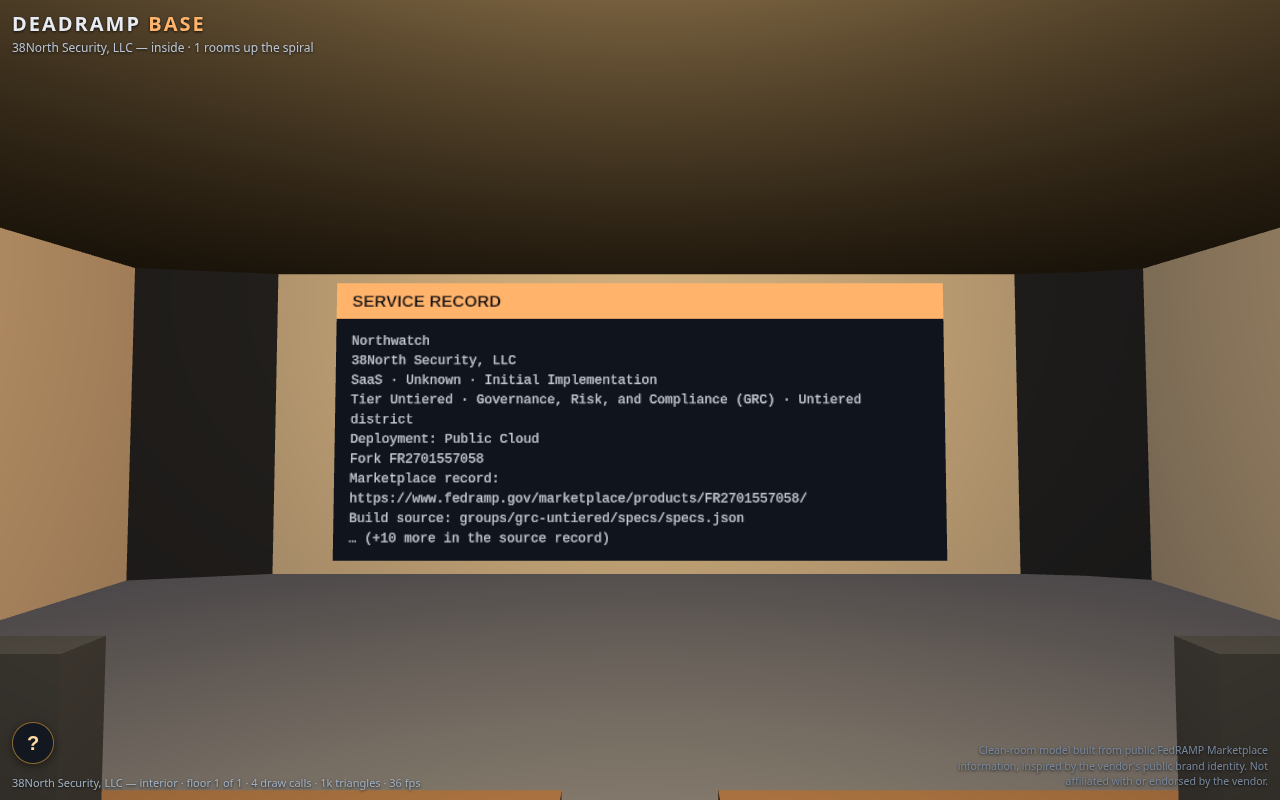 DEADRAMP BASE
38North Security, LLC — inside · 1 rooms up the spiral
SERVICE RECORD
Northwatch
38North Security, LLC
SaaS · Unknown · Initial Implementation
Tier Untiered · Governance, Risk, and Compliance (GRC) · Untiered
district
Deployment: Public Cloud
Fork FR2701557058
Marketplace record:
https://www.fedramp.gov/marketplace/products/FR2701557058/
Build source: groups/grc-untiered/specs/specs.json
… (+10 more in the source record)
?
38North Security, LLC — interior · floor 1 of 1 · 4 draw calls · 1k triangles · 36 fps
Clean-room model built from public FedRAMP Marketplace
information, inspired by the vendor's public brand identity. Not
affiliated with or endorsed by the vendor.